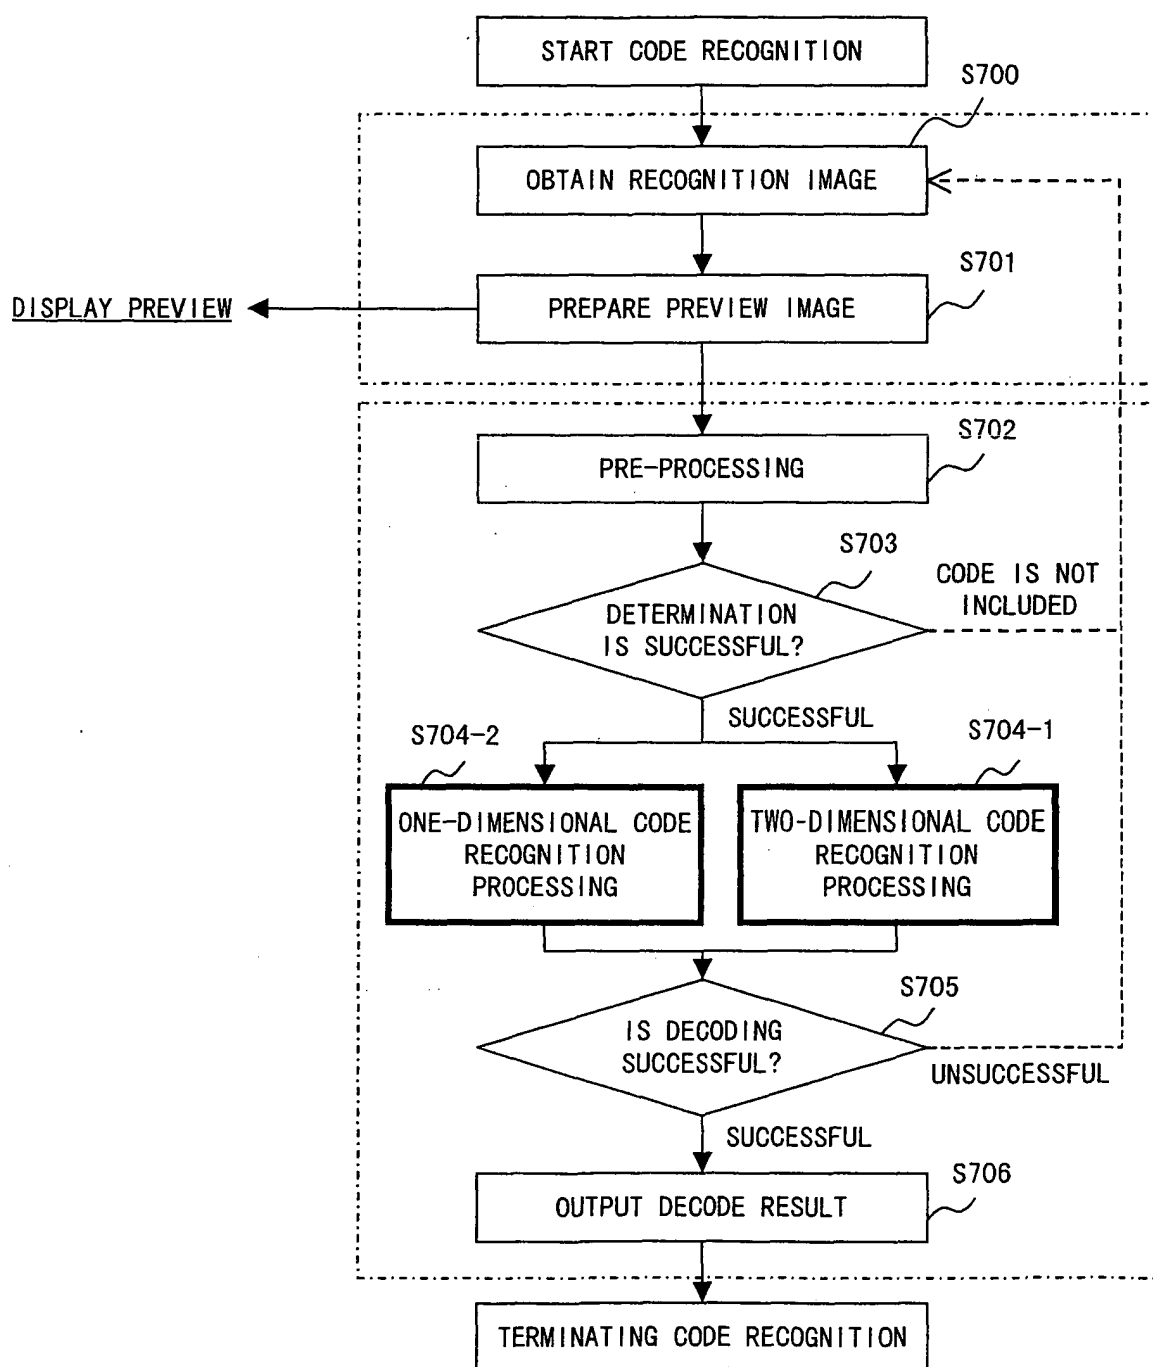 START CODE RECOGNITION
S700
OBTAIN RECOGNITION IMAGE
S701
DISPLAY PREVIEW
PREPARE PREVIEW IMAGE
S702
PRE-PROCESSING
S703
CODE IS NOT
INCLUDED
DETERMINATION
IS SUCCESSFUL?
SUCCESSFUL
S704-2
S704-1
ONE-DIMENSIONAL CODE
RECOGNITION
PROCESSING
TWO-DIMENSIONAL CODE
RECOGNITION
PROCESSING
S705
IS DECODING
SUCCESSFUL?
UNSUCCESSFUL
SUCCESSFUL
S706
OUTPUT DECODE RESULT
TERMINATING CODE RECOGNITION